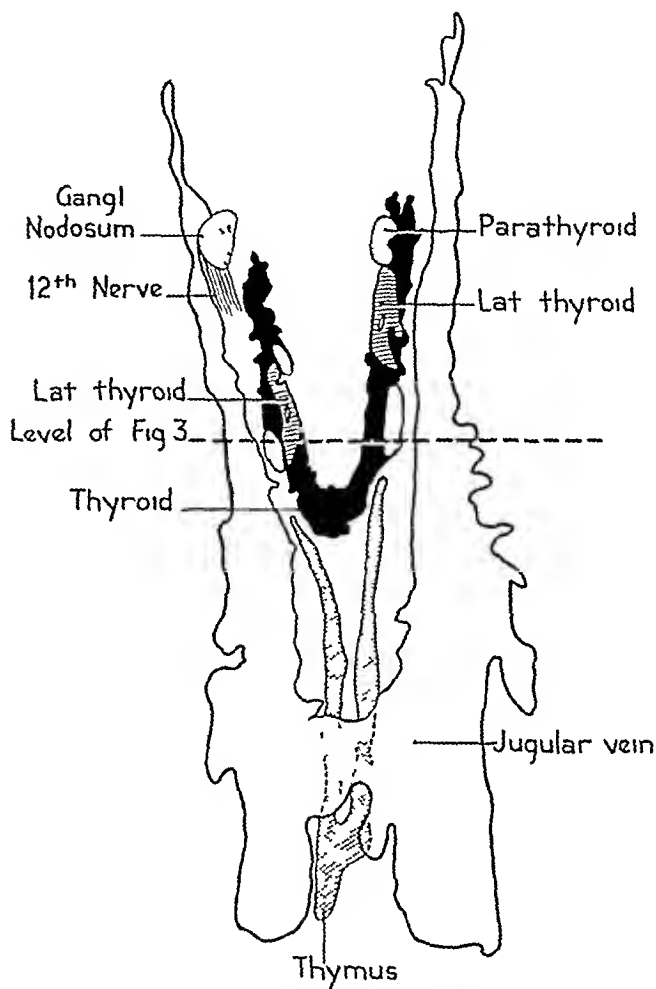 Gangl
Nodosum
Parathyroid
12th Nerve
Lat thyroid
Lat thyroid
Level of Fig 3
Thyroid
Jugular vein
Thymus